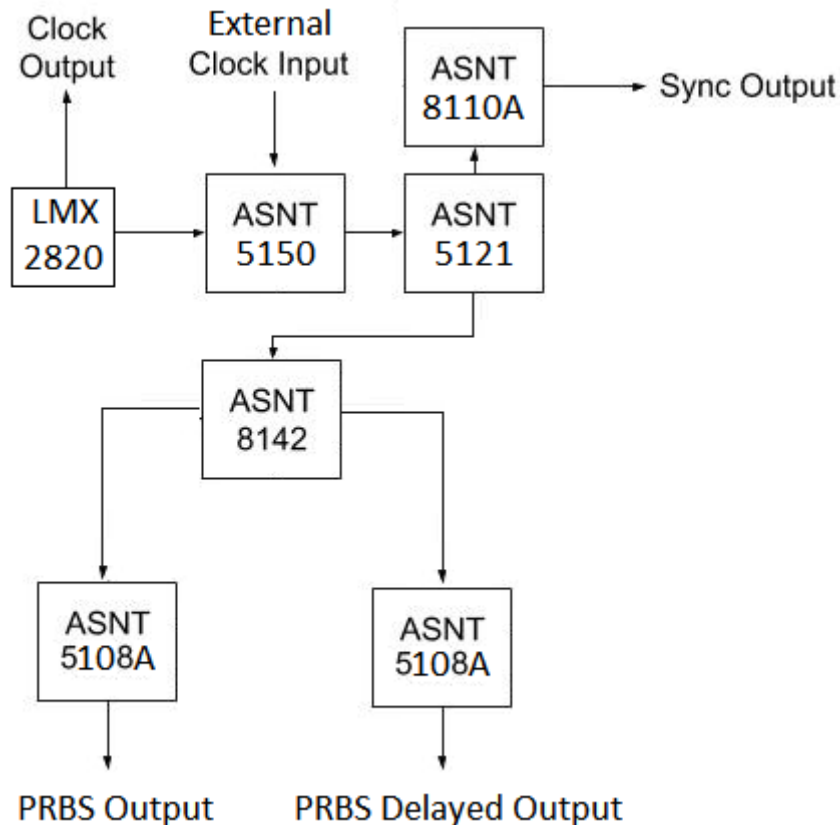 Clock
Output
External
Clock Input
ASNT
8110A
Sync Output
LMX
2820
ASNT
5150
ASNT
5121
ASNT
8142
ASNT
5108A
ASNT
5108A
PRBS Output
PRBS Delayed Output